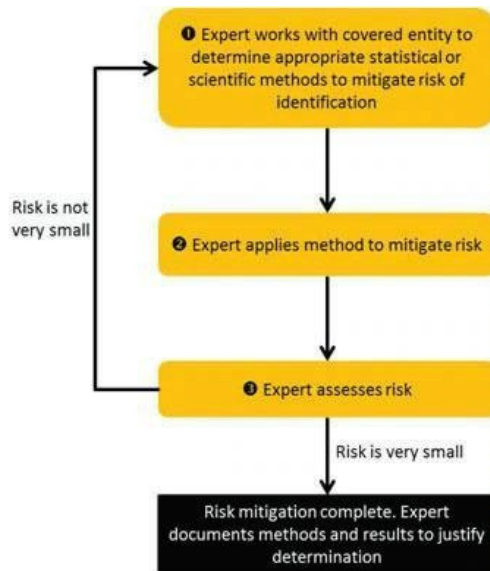 ❶ Expert works with covered entity to
determine appropriate statistical or
scientific methods to mitigate risk of
identification
Risk is not
very small
❷ Expert applies method to mitigate risk
❸ Expert assesses risk
Risk is very small
Risk mitigation complete. Expert
documents methods and results to justify
determination